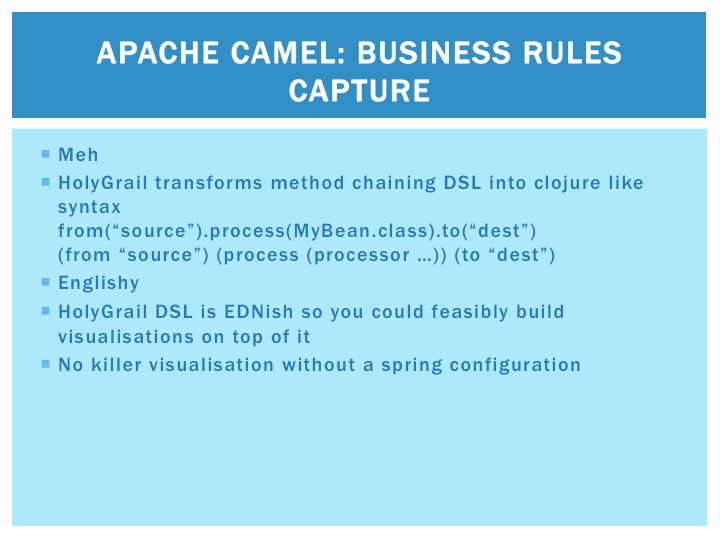 APACHE CAMEL: BUSINESS RULES
CAPTURE
Meh
HolyGrail transforms method chaining DSL into clojure like
syntax
from(“source”).process(MyBean.class).to(“dest”)
(from “source”) (process (processor …)) (to “dest”)
Englishy
HolyGrail DSL is EDNish so you could feasibly build
visualisations on top of it
No killer visualisation without a spring configuration